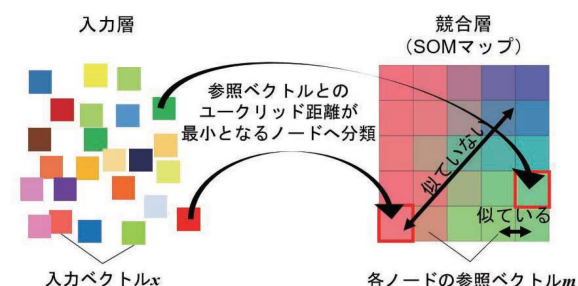 入力層
競合層
（SOMマップ）
参照ベクトルとの
ユークリッド距離が
最小となるノードへ分類
似ていない
似ている
入力ベクトルx
各ノードの参照ベクトルm